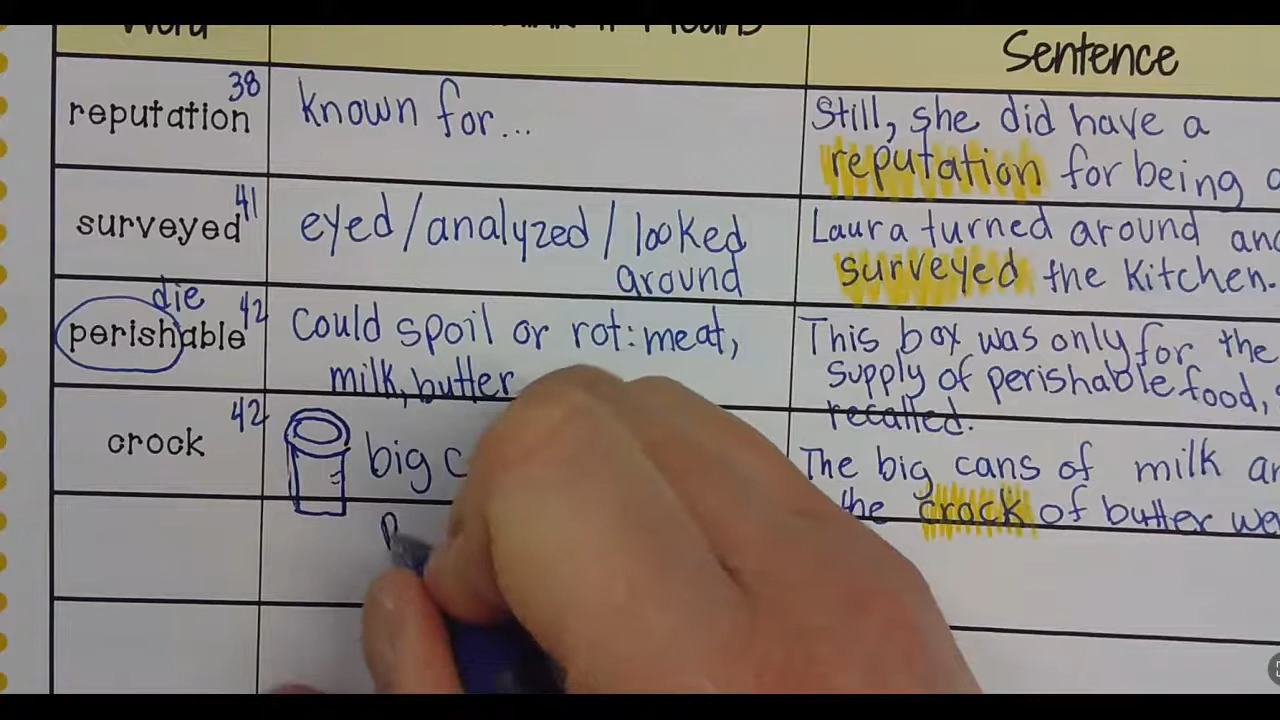 Sentence
reputation 38
known for...
Still, she did have a
reputation for being
surveyed 41
eyed/analyzed/looked
around
Laura turned around
surveyed the kitchen.
die
perishable 42
Could spoil or rot: meat,
milk, butter
This box was only for the
supply of perishable food,
recalled.
crock 42
big
The big cans of milk
the crock of butter